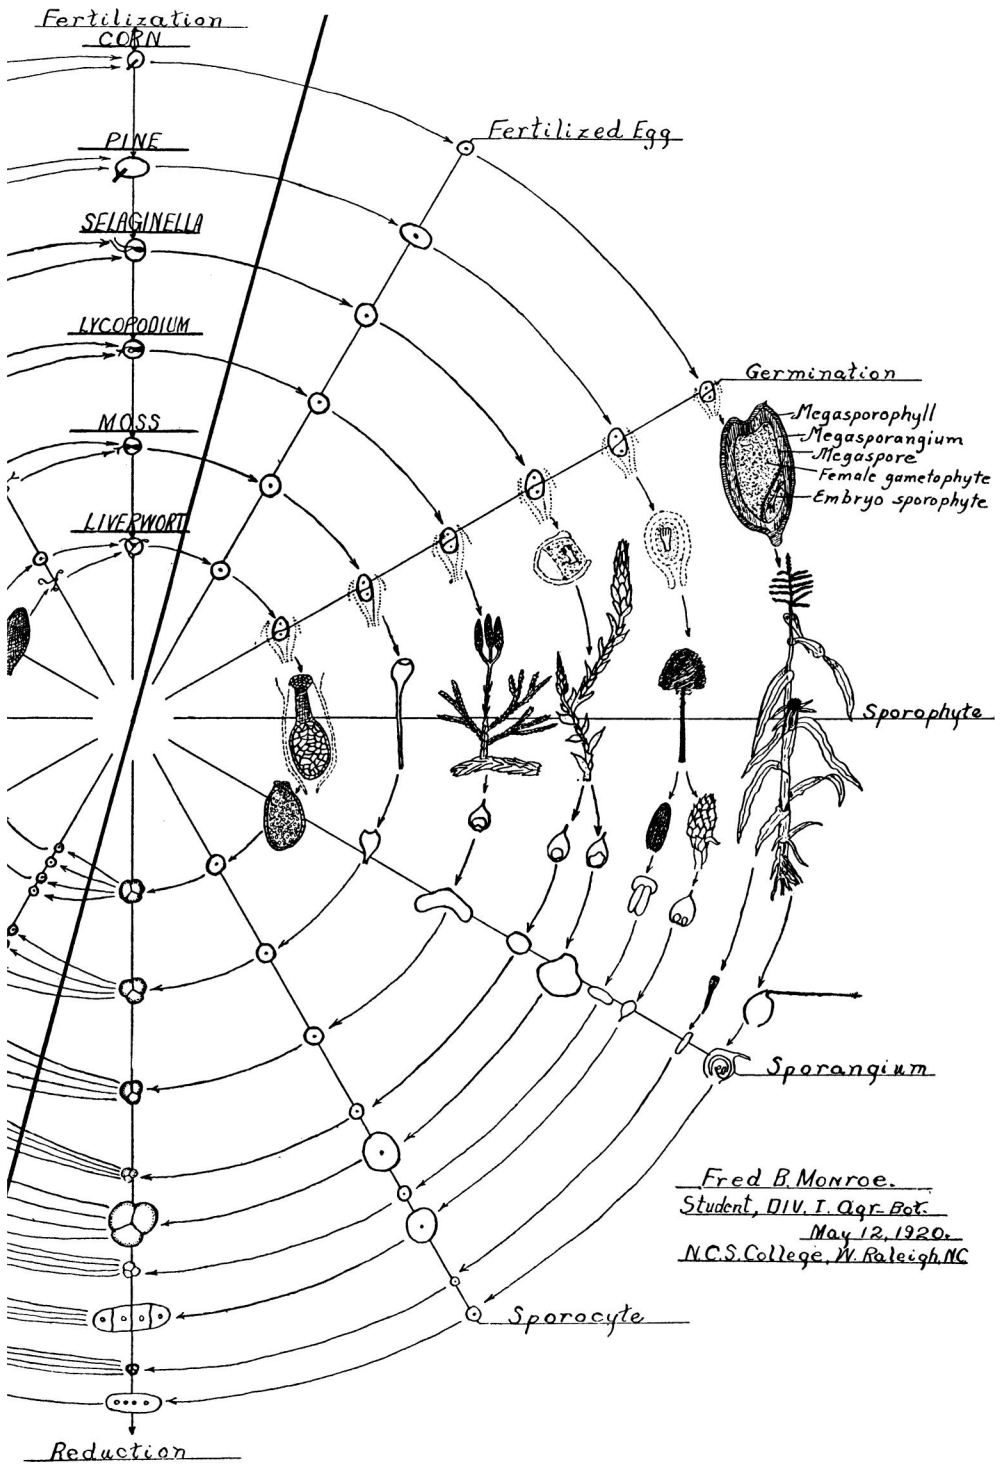 Fertilization
CORN
PINE
SELAGINELLA
LYCOPODIUM
MOSS
LIVERWORT
Fertilized Egg
Germination
Megasporophyll
Megasporangium
Megaspore
Female gametophyte
Embryo sporophyte
Sporophyte
Sporangium
Sporocyte
Reduction
Fred B. Monroe.
Student, DIV. I. Agr. Bot.
May 12, 1920.
N.C.S. College, W. Raleigh, NC